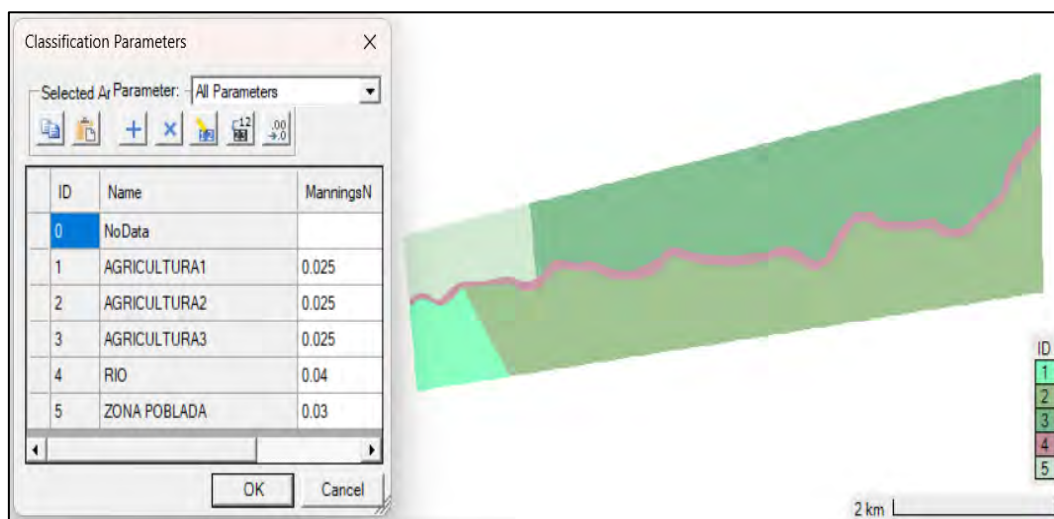 Classification Parameters
Selected Ar Parameter: All Parameters
ID Name ManningsN
0 NoData
1 AGRICULTURA1 0.025
2 AGRICULTURA2 0.025
3 AGRICULTURA3 0.025
4 RIO 0.04
5 ZONA POBLADA 0.03
OK Cancel
ID
1
2
3
4
5
2 km